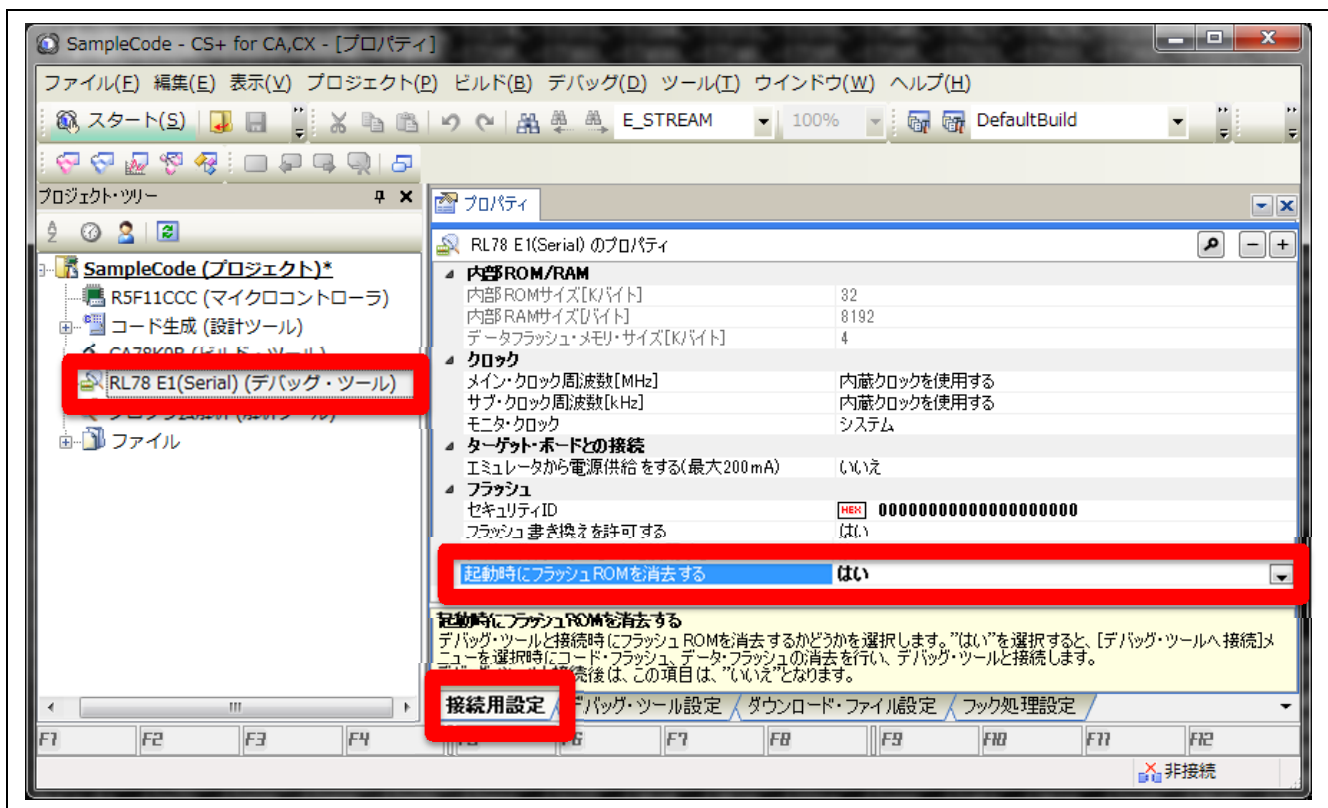 SampleCode - CS+ for CA,CX - [プロパティ]
ファイル(F) 編集(E) 表示(V) プロジェクト(P) ビルド(B) デバッグ(D) ツール(T) ウインドウ(W) ヘルプ(H)
スタート(S) E_STREAM 100% DefaultBuild
プロジェクト・ツリー
SampleCode (プロジェクト)*
R5F11CCC (マイクロコントローラ)
コード生成 (設計ツール)
RL78 E1(Serial) (デバッグ・ツール)
ファイル
プロパティ
RL78 E1(Serial) のプロパティ
内部ROM/RAM
内部ROMサイズ[Kバイト] 32
内部RAMサイズ[バイト] 8192
データフラッシュ・メモリ・サイズ[Kバイト] 4
クロック
メイン・クロック周波数[MHz] 内蔵クロックを使用する
サブ・クロック周波数[kHz] 内蔵クロックを使用する
モニタ・クロック システム
ターゲット・ボードとの接続
エミュレータから電源供給をする(最大200mA) いいえ
フラッシュ
セキュリティID HEX 00000000000000000000
フラッシュ書き換えを許可する はい
起動時にフラッシュROMを消去する はい
起動時にフラッシュROMを消去する
デバッグ・ツールと接続時にフラッシュROMを消去するかどうかを選択します。"はい"を選択すると、[デバッグ・ツールへ接続]メ
ニューを選択時にコード・フラッシュ、データ・フラッシュの消去を行い、デバッグ・ツールと接続します。
続後は、この項目は、"いいえ"となります。
接続用設定 デバッグ・ツール設定 ダウンロード・ファイル設定 フック処理設定
F1 F2 F3 F4 F6 F7 F8 F9 F10 F11 F12
非接続